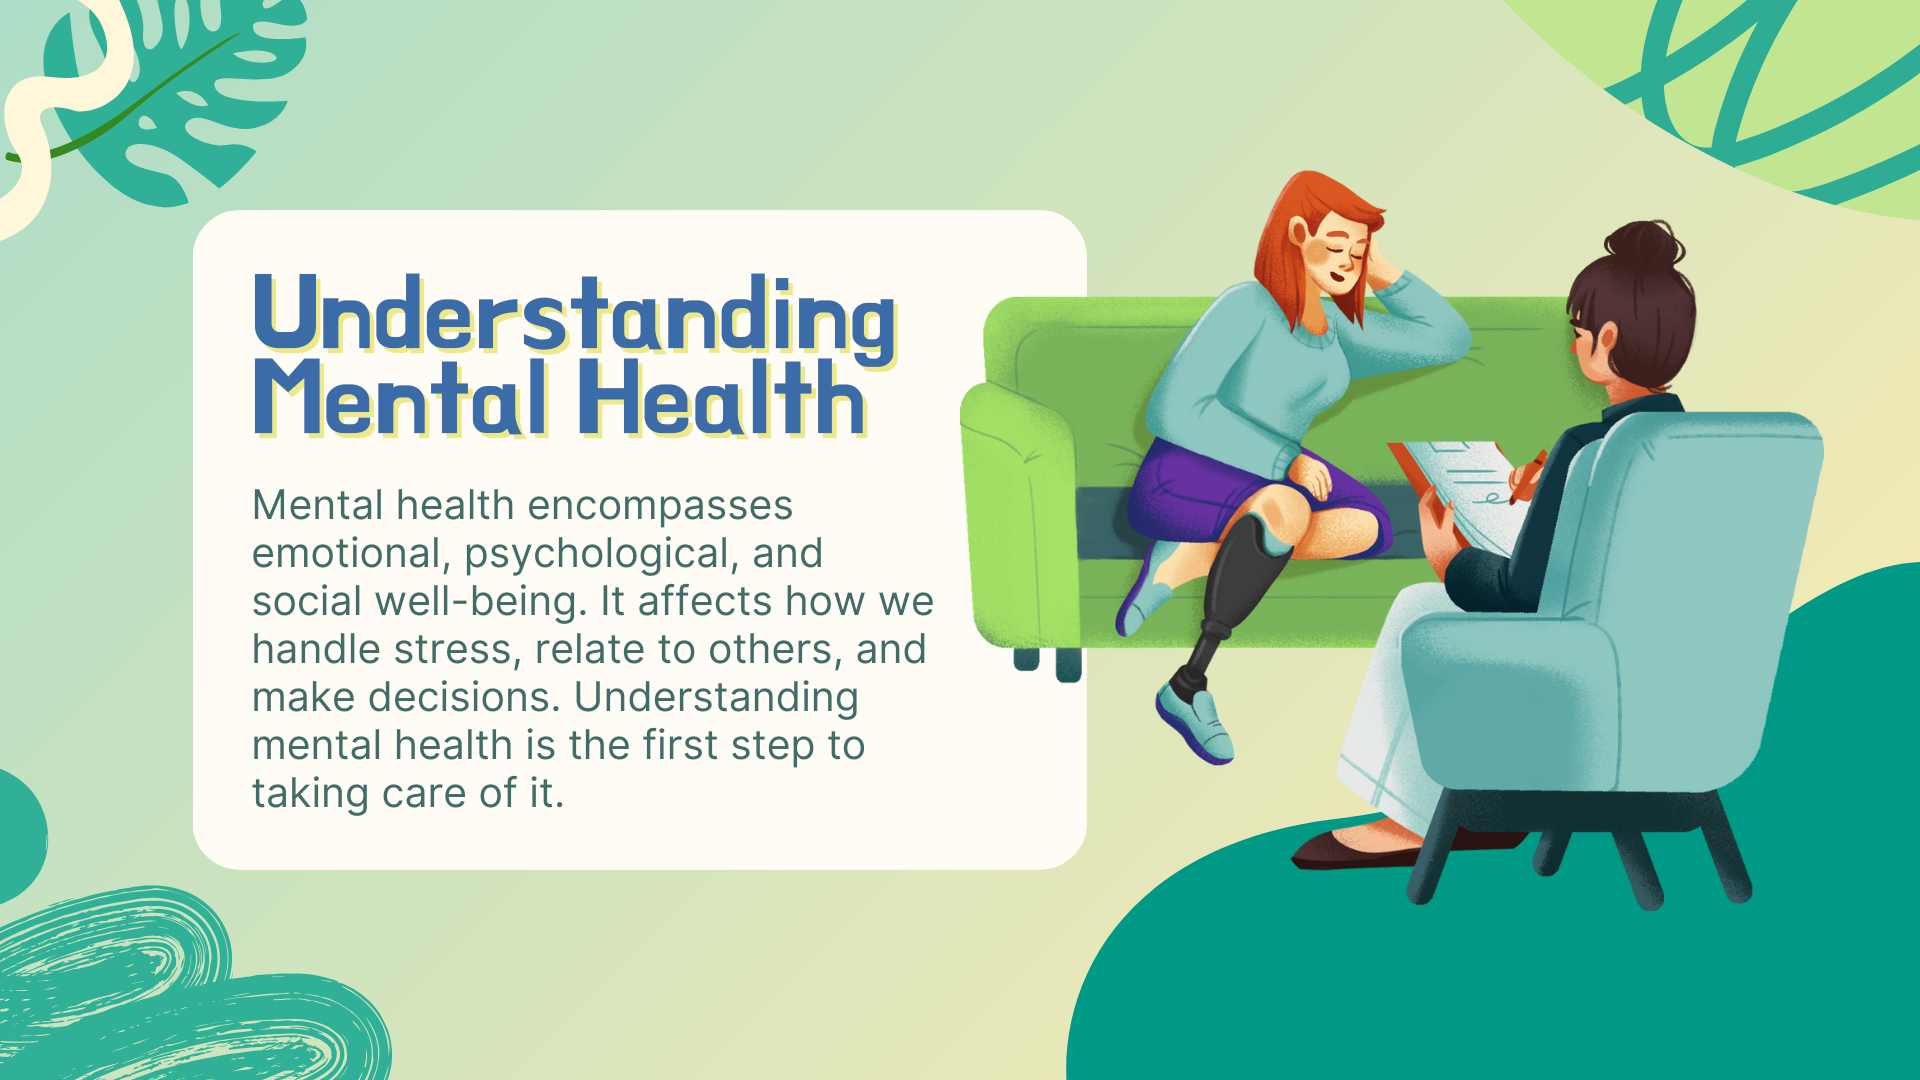 Understanding
Mental Health
Mental health encompasses
emotional, psychological, and
social well-being. It affects how we
handle stress, relate to others, and
make decisions. Understanding
mental health is the first step to
taking care of it.